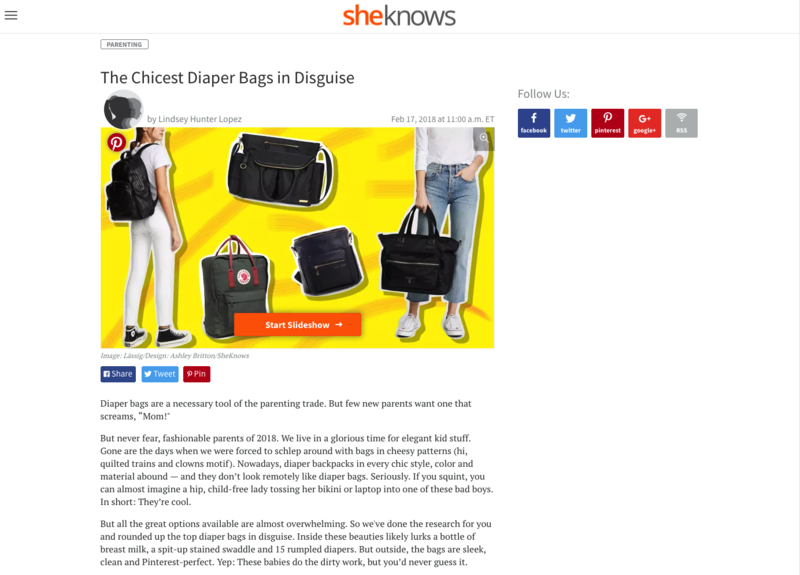 sheknows
PARENTING
The Chicest Diaper Bags in Disguise
by Lindsey Hunter Lopez
Feb 17, 2018 at 11:00 a.m. ET
Start Slideshow →
Image: Lässig/Design: Ashley Britton/SheKnows
Share
Tweet
Pin
Diaper bags are a necessary tool of the parenting trade. But few new parents want one that
screams, “Mom!"
But never fear, fashionable parents of 2018. We live in a glorious time for elegant kid stuff.
Gone are the days when we were forced to schlep around with bags in cheesy patterns (hi,
quilted trains and clowns motif). Nowadays, diaper backpacks in every chic style, color and
material abound — and they don’t look remotely like diaper bags. Seriously. If you squint, you
can almost imagine a hip, child-free lady tossing her bikini or laptop into one of these bad boys.
In short: They’re cool.
But all the great options available are almost overwhelming. So we've done the research for you
and rounded up the top diaper bags in disguise. Inside these beauties likely lurks a bottle of
breast milk, a spit-up stained swaddle and 15 rumpled diapers. But outside, the bags are sleek,
clean and Pinterest-perfect. Yep: These babies do the dirty work, but you’d never guess it.
Follow Us:
facebook
twitter
pinterest
google+
RSS